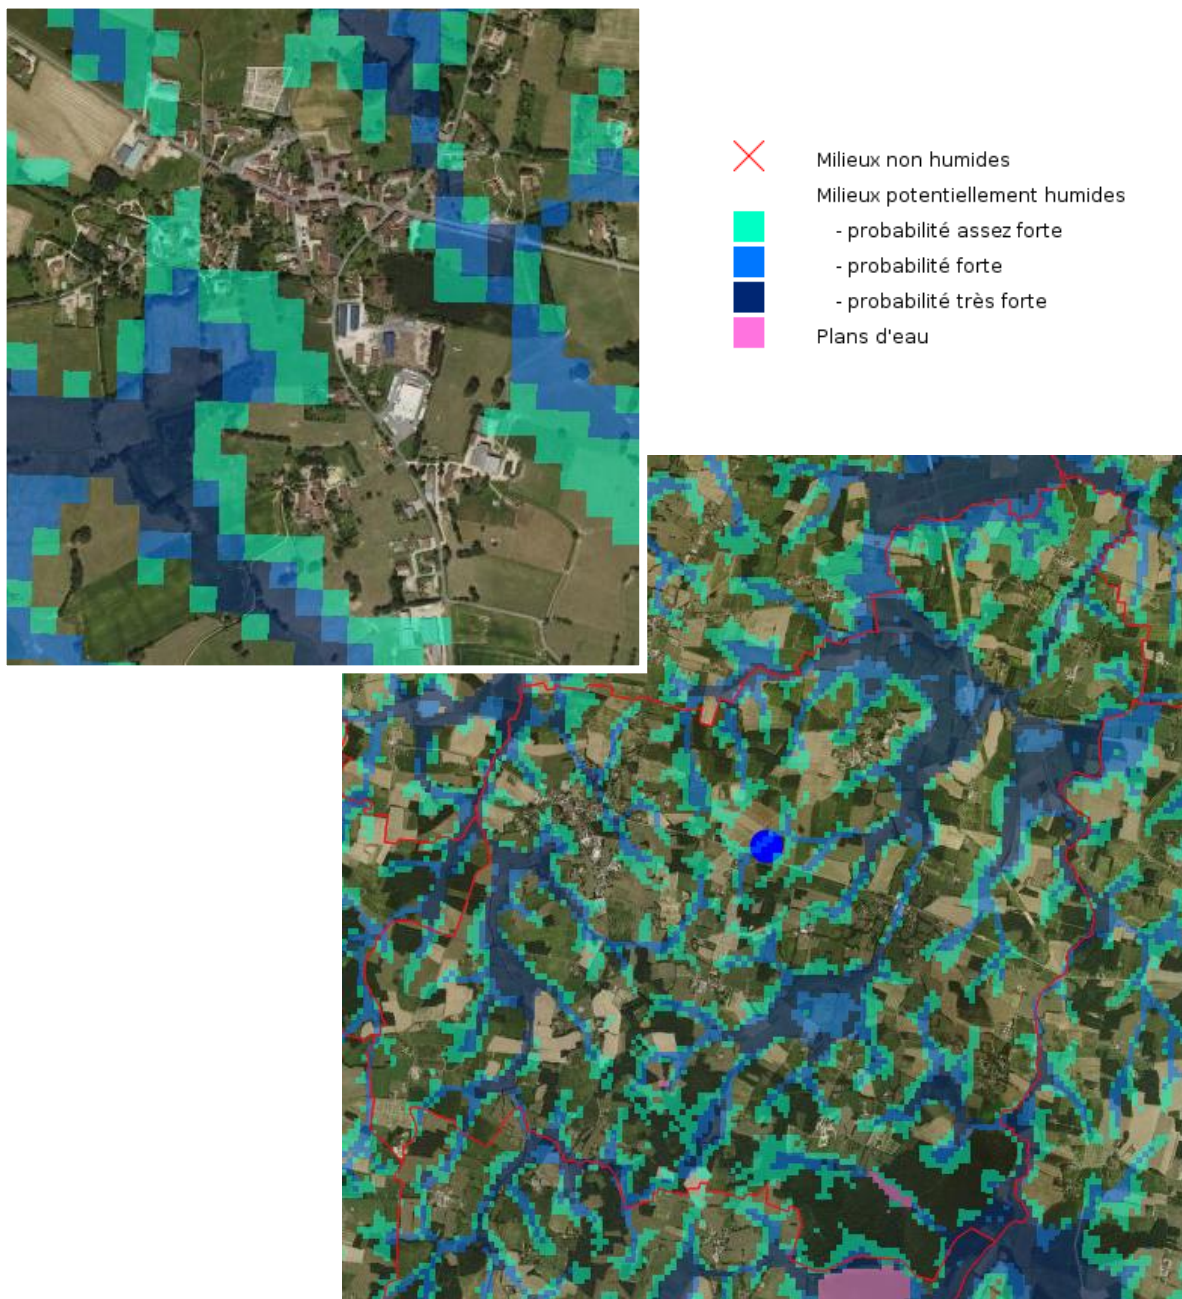 Milieux non humides
Milieux potentiellement humides
- probabilité assez forte
- probabilité forte
- probabilité très forte
Plans d'eau